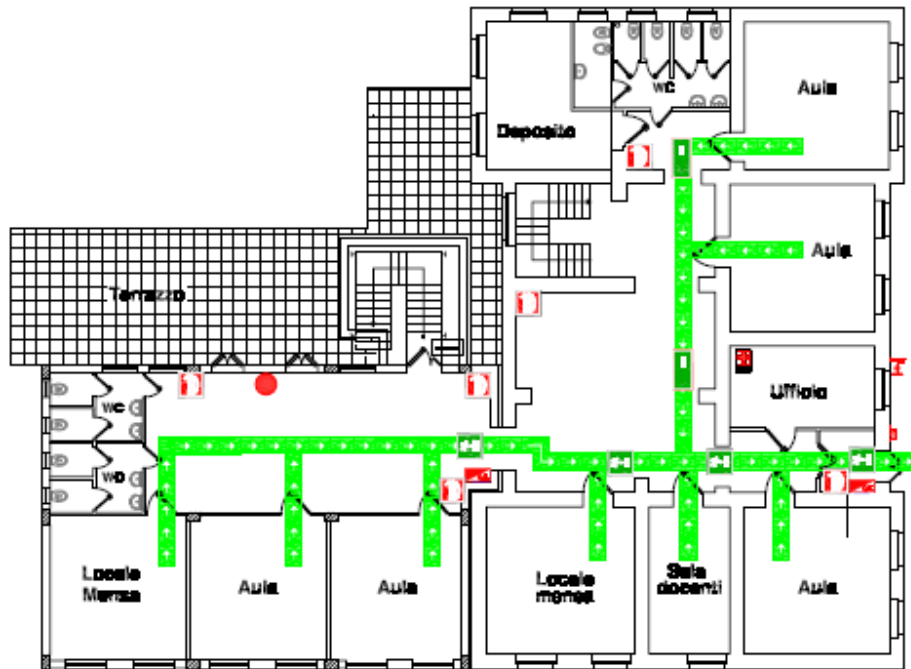 WC
Aula
Deposito
Aula
Terrazzo
Ufficio
WC
WC
Locale
Mensa
Aula
Aula
Locale
mensa
Sala
docenti
Aula